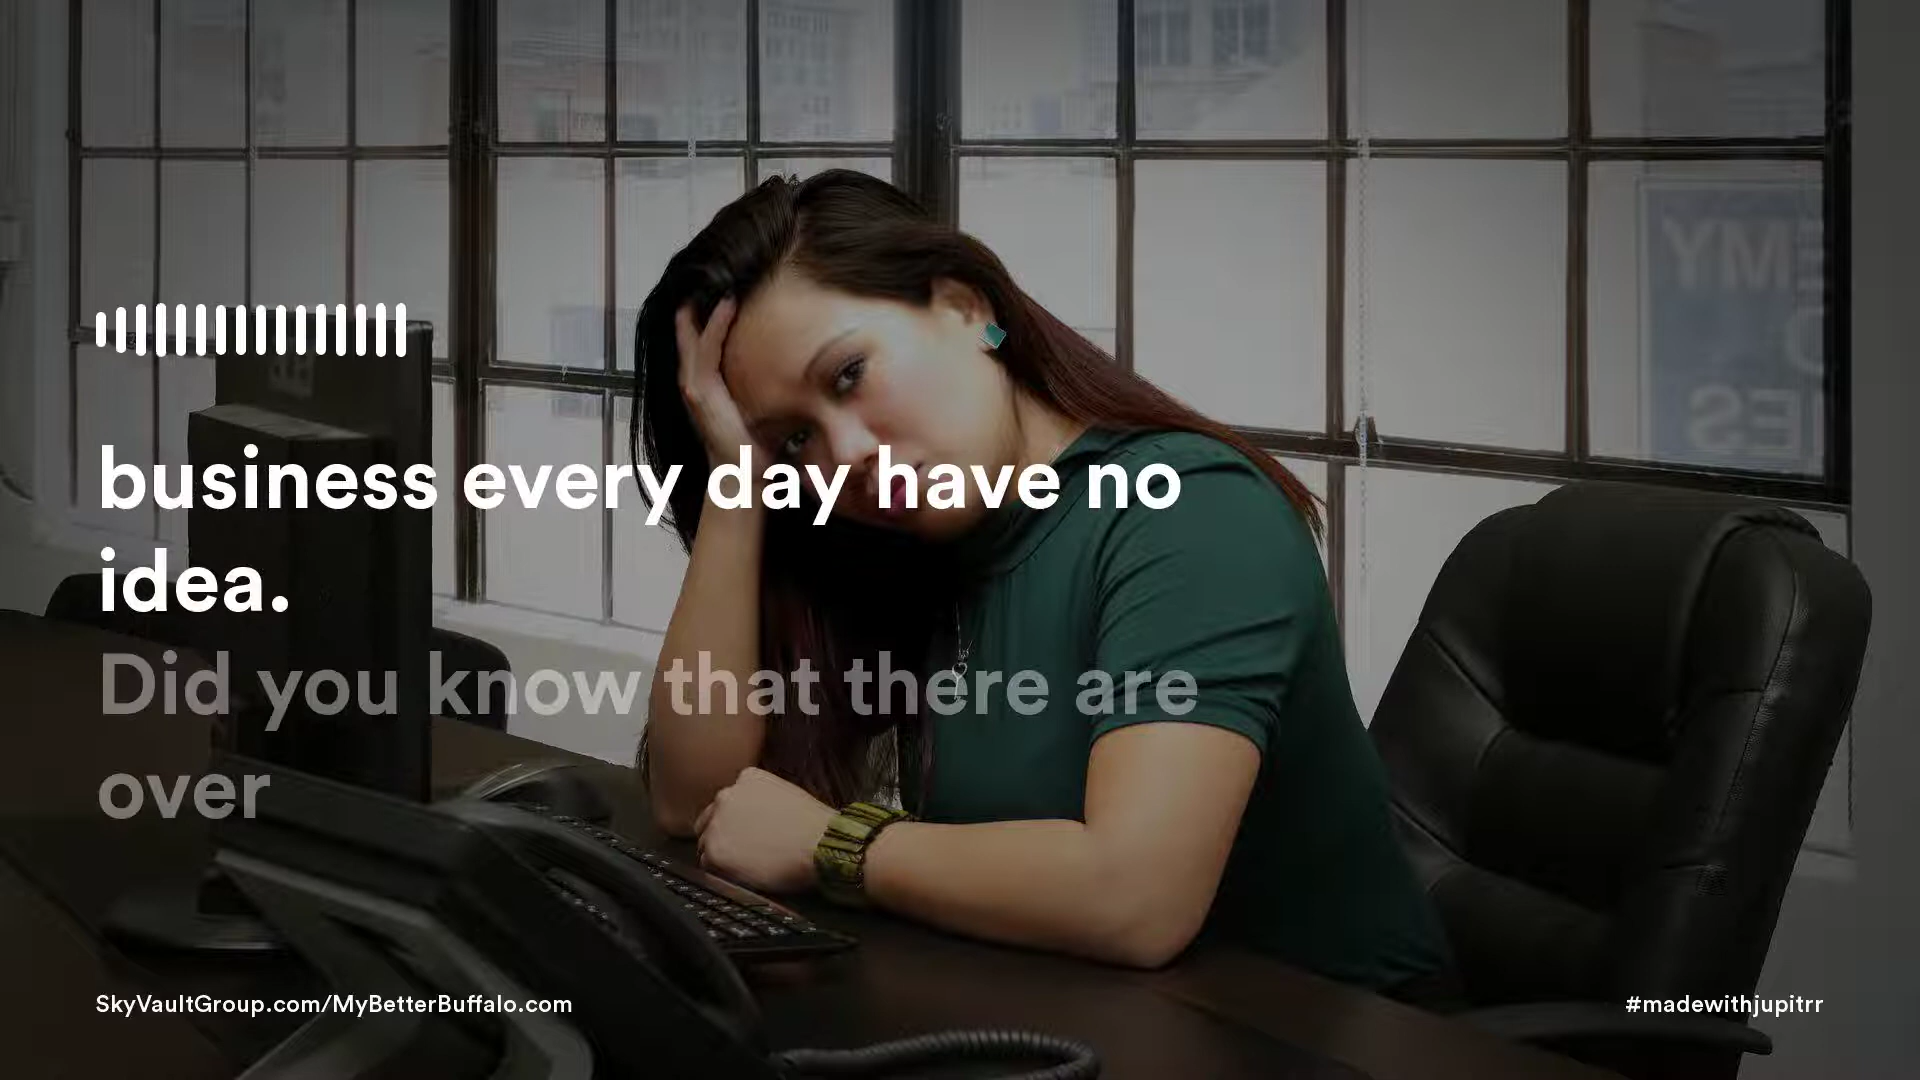 business every day have no
idea.
Did you know that there are
over
SkyVaultGroup.com/MyBetterBuffalo.com
#madewithjupitrr